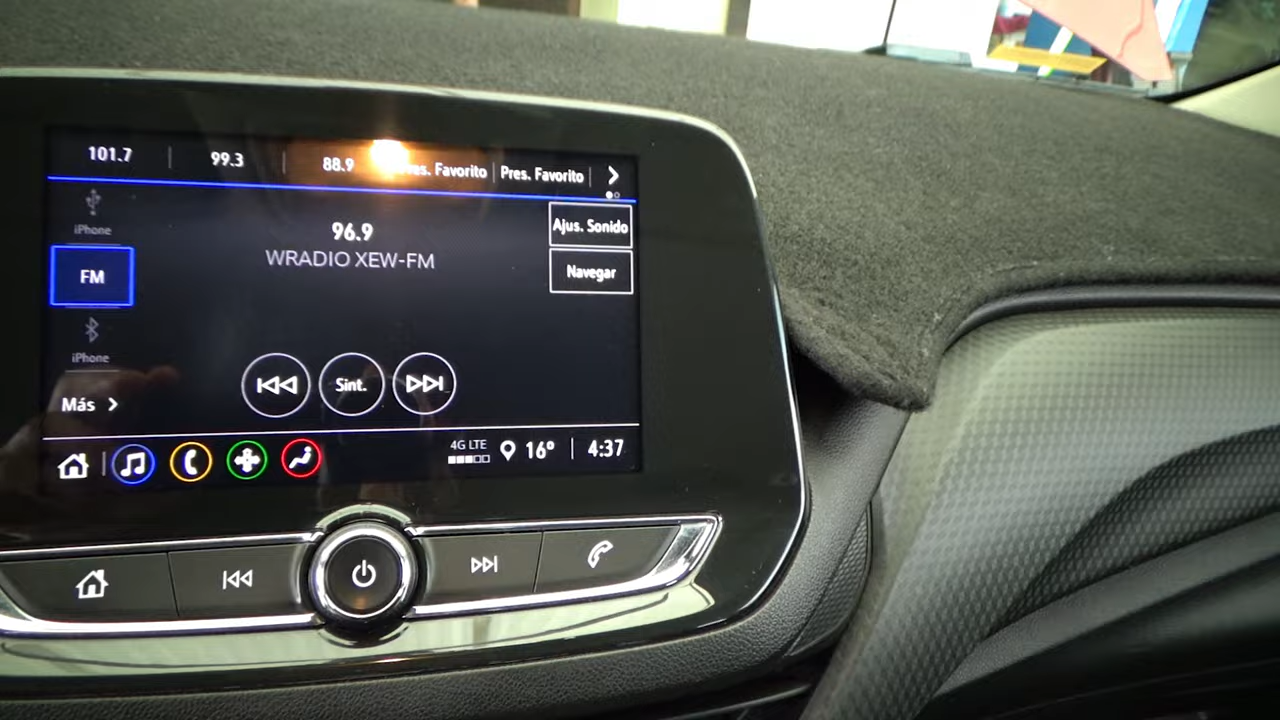 101.7 99.3 88.9 Pres. Favorito Pres. Favorito
iPhone
96.9
Ajus. Sonido
WRADIO XEW-FM
Navegar
FM
iPhone
Sint.
Más
4G LTE 16° 4:37